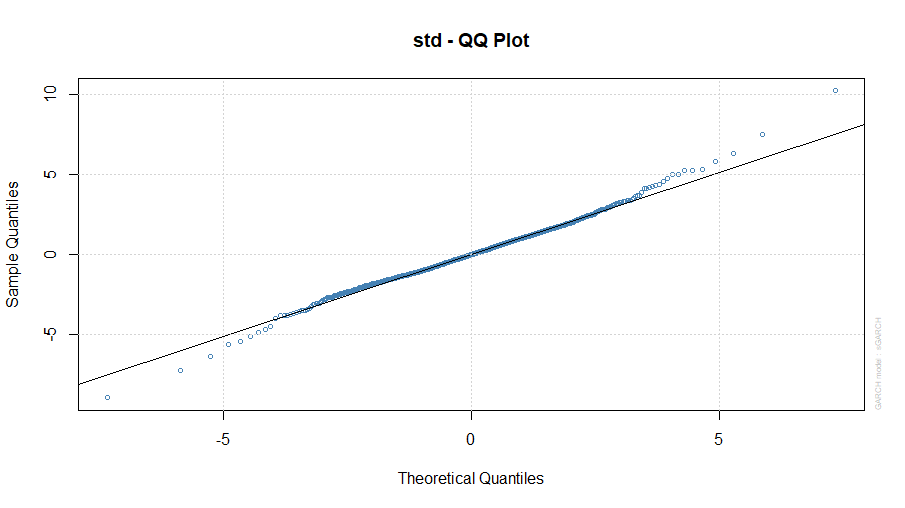 std - QQ Plot
10
5
0
-5
Sample Quantiles
-5 0 5
Theoretical Quantiles
GARCH model : sGARCH